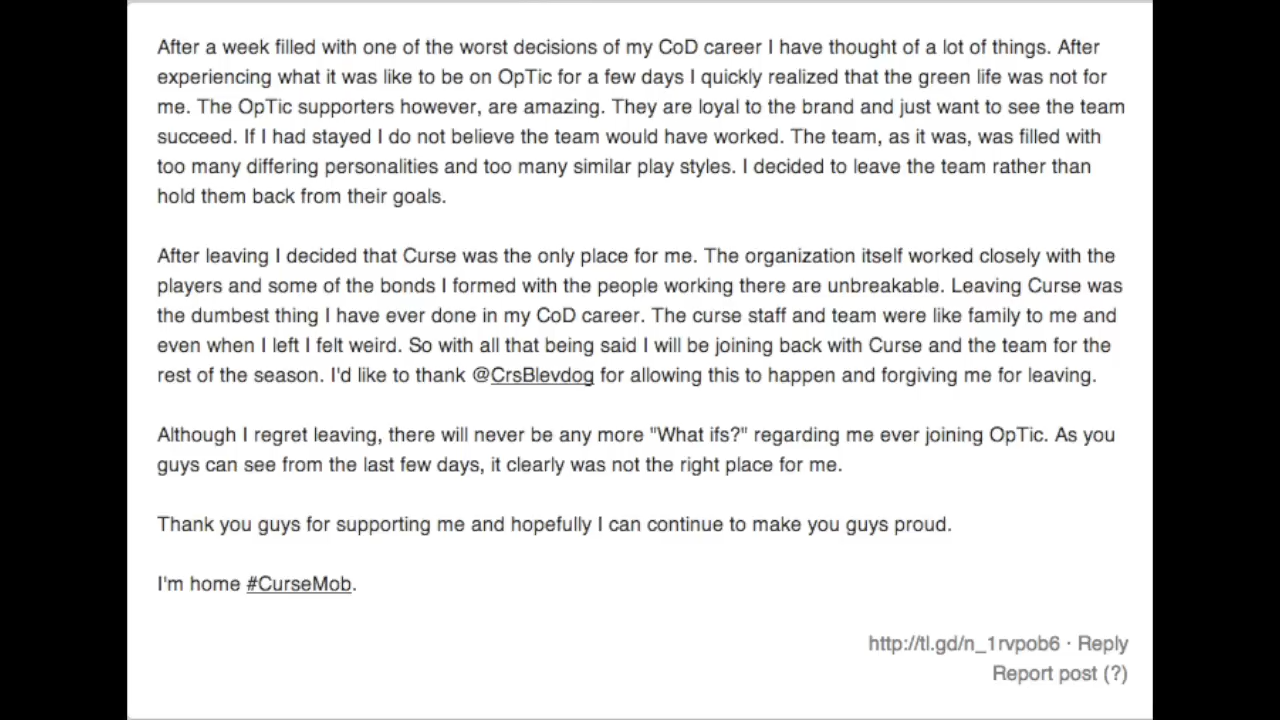 After a week filled with one of the worst decisions of my CoD career I have thought of a lot of things. After
experiencing what it was like to be on OpTic for a few days I quickly realized that the green life was not for
me. The OpTic supporters however, are amazing. They are loyal to the brand and just want to see the team
succeed. If I had stayed I do not believe the team would have worked. The team, as it was, was filled with
too many differing personalities and too many similar play styles. I decided to leave the team rather than
hold them back from their goals.
After leaving I decided that Curse was the only place for me. The organization itself worked closely with the
players and some of the bonds I formed with the people working there are unbreakable. Leaving Curse was
the dumbest thing I have ever done in my CoD career. The curse staff and team were like family to me and
even when I left I felt weird. So with all that being said I will be joining back with Curse and the team for the
rest of the season. I'd like to thank @CrsBlevdog for allowing this to happen and forgiving me for leaving.
Although I regret leaving, there will never be any more "What ifs?" regarding me ever joining OpTic. As you
guys can see from the last few days, it clearly was not the right place for me.
Thank you guys for supporting me and hopefully I can continue to make you guys proud.
I'm home #CurseMob.
http://tl.gd/n_1rvpob6 · Reply
Report post (?)